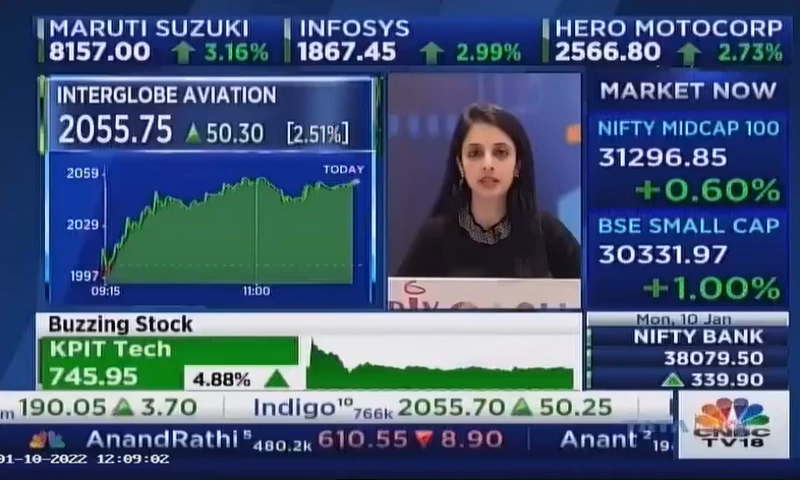 MARUTI SUZUKI
8157.00 3.16%
INFOSYS
1867.45 2.99%
HERO MOTOCORP
2566.80 2.73%
INTERGLOBE AVIATION
2055.75 50.30 [2.51%]
TODAY
2059
2029
1997
09:15 11:00
MARKET NOW
NIFTY MIDCAP 100
31296.85
+0.60%
BSE SMALL CAP
30331.97
+1.00%
Mon, 10 Jan
NIFTY BANK
38079.50
339.90
Buzzing Stock
KPIT Tech
745.95 4.88%
m 190.05 3.70 Indigo 10 766k 2055.70 50.25
AnandRathi 5 480.2k 610.55 8.90 Anant 2 19
CNBC
TV18
01-10-2022 12:09:02